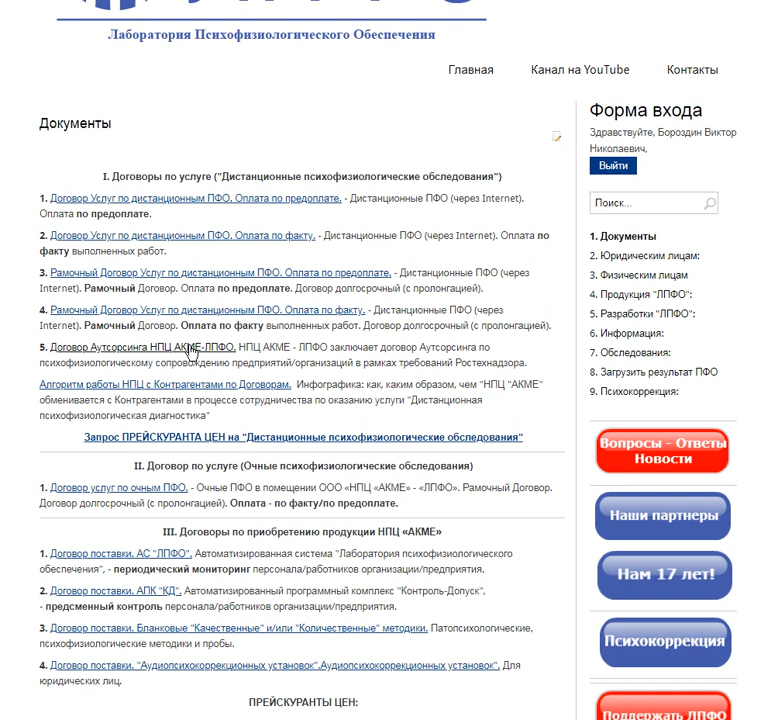 Лаборатория Психофизиологического Обеспечения
Главная Канал на YouTube Контакты
Документы
I. Договоры по услуге ("Дистанционные психофизиологические обследования")
1. Договор Услуг по дистанционным ПФО. Оплата по предоплате. - Дистанционные ПФО (через Internet).
Оплата по предоплате.
2. Договор Услуг по дистанционным ПФО. Оплата по факту. - Дистанционные ПФО (через Internet). Оплата по
факту выполненных работ.
3. Рамочный Договор Услуг по дистанционным ПФО. Оплата по предоплате. - Дистанционные ПФО (через
Internet). Рамочный Договор. Оплата по предоплате. Договор долгосрочный (с пролонгацией).
4. Рамочный Договор Услуг по дистанционным ПФО. Оплата по факту. - Дистанционные ПФО (через
Internet). Рамочный Договор. Оплата по факту выполненных работ. Договор долгосрочный (с пролонгацией).
5. Договор Аутсорсинга НПЦ АКМЕ-ЛПФО. НПЦ АКМЕ - ЛПФО заключает договор Аутсорсинга по
психофизиологическому сопровождению предприятий/организаций в рамках требований Ростехнадзора.
Алгоритм работы НПЦ с Контрагентами по Договорам. Инфографика: как, каким образом, чем "НПЦ "АКМЕ"
обменивается с Контрагентами в процессе сотрудничества по оказанию услуги "Дистанционная
психофизиологическая диагностика"
Запрос ПРЕЙСКУРАНТА ЦЕН на "Дистанционные психофизиологические обследования"
II. Договор по услуге (Очные психофизиологические обследования)
1. Договор услуг по очным ПФО. - Очные ПФО в помещении ООО «НПЦ «АКМЕ» - «ЛПФО». Рамочный Договор.
Договор долгосрочный (с пролонгацией). Оплата - по факту/по предоплате.
III. Договоры по приобретению продукции НПЦ «АКМЕ»
1. Договор поставки. АС "ЛПФО". Автоматизированная система "Лаборатория психофизиологического
обеспечения", - периодический мониторинг персонала/работников организации/предприятия.
2. Договор поставки. АПК "КД". Автоматизированный программный комплекс "Контроль-Допуск",
- предсменный контроль персонала/работников организации/предприятия.
3. Договор поставки. Бланковые "Качественные" и/или "Количественные" методики. Патопсихологические,
психофизиологические методики и пробы.
4. Договор поставки. "Аудиопсихокоррекционных установок".Аудиопсихокоррекционных установок". Для
юридических лиц.
ПРЕЙСКУРАНТЫ ЦЕН:
Форма входа
Здравствуйте, Бороздин Виктор
Николаевич,
Выйти
Поиск...
1. Документы
2. Юридическим лицам:
3. Физическим лицам
4. Продукция "ЛПФО":
5. Разработки "ЛПФО":
6. Информация:
7. Обследования:
8. Загрузить результат ПФО
9. Психокоррекция:
Вопросы - Ответы
Новости
Наши партнеры
Нам 17 лет!
Психокоррекция
Поддержать ЛПФО